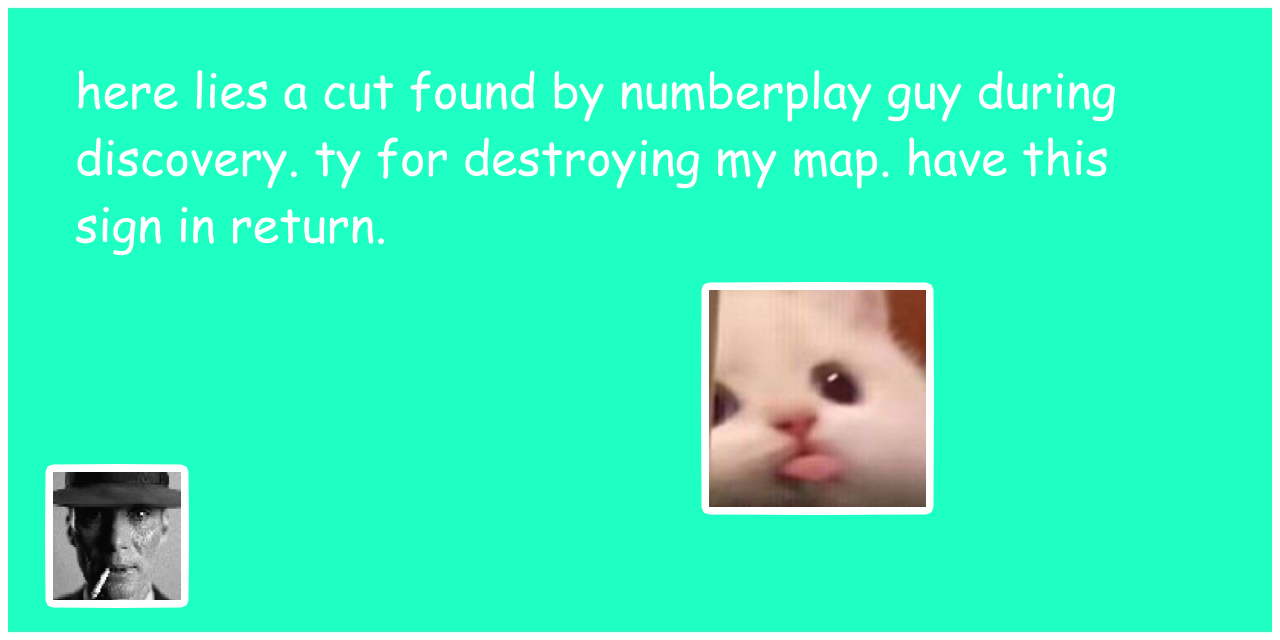 here lies a cut found by numberplay guy during
discovery. ty for destroying my map. have this
sign in return.